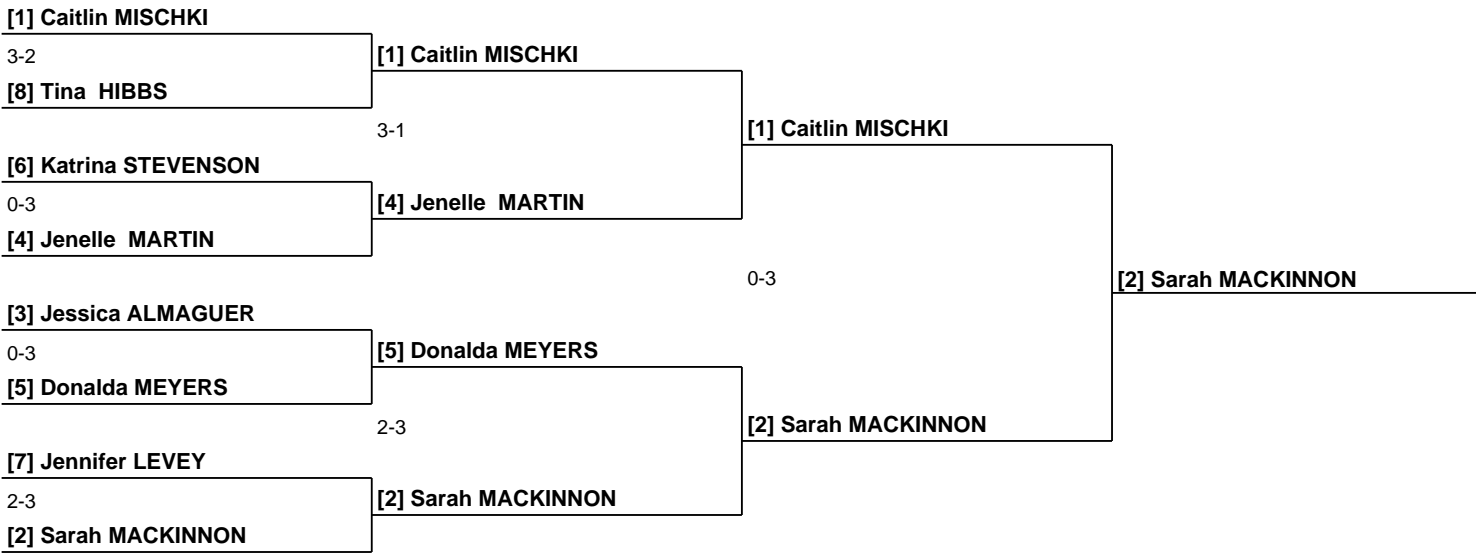 [1] Caitlin MISCHKI
3-2
[8] Tina  HIBBS
[6] Katrina STEVENSON
0-3
[4] Jenelle  MARTIN
[3] Jessica ALMAGUER
0-3
[5] Donalda MEYERS
[7] Jennifer LEVEY
2-3
[2] Sarah MACKINNON
[1] Caitlin MISCHKI
3-1
[4] Jenelle  MARTIN
[5] Donalda MEYERS
2-3
[2] Sarah MACKINNON
[1] Caitlin MISCHKI
0-3
[2] Sarah MACKINNON
[2] Sarah MACKINNON